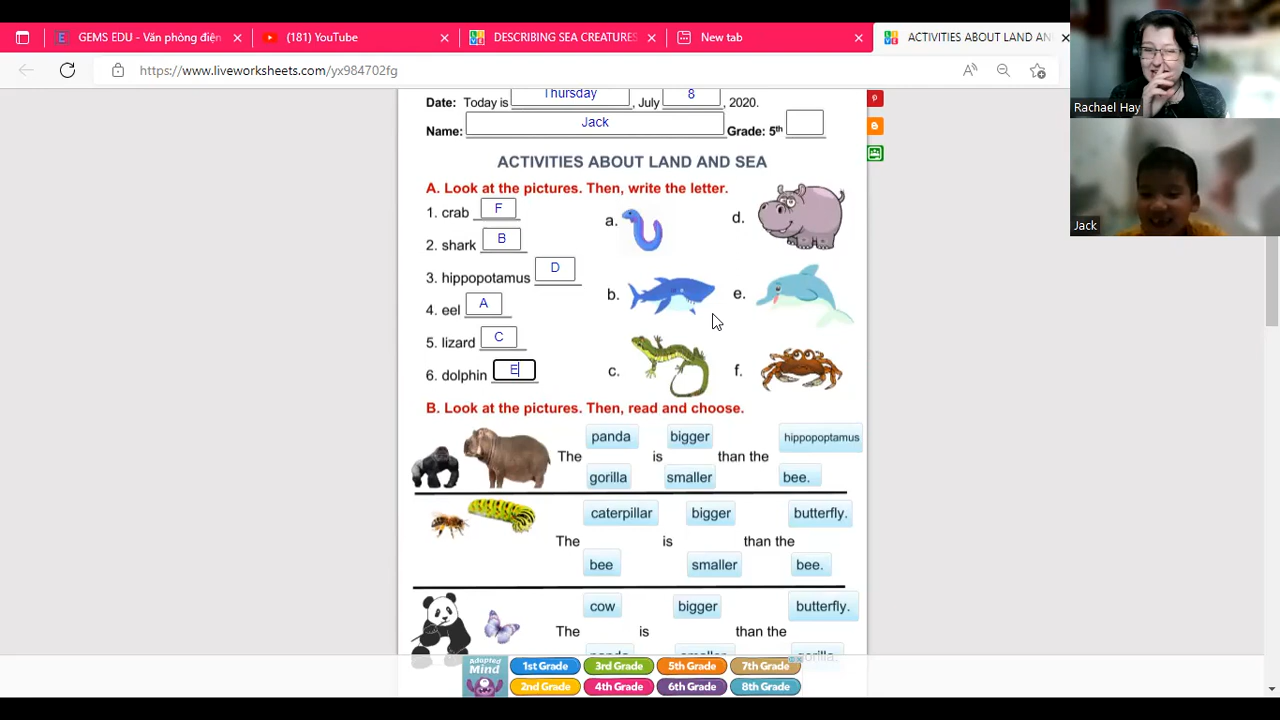 GEMS EDU - Văn phòng điện
(181) YouTube
DESCRIBING SEA CREATURES
New tab
ACTIVITIES ABOUT LAND AN
https://www.liveworksheets.com/yx984702fg
Rachael Hay
Jack
Date: Today is Thursday, July 8, 2020.
Name: Jack Grade: 5th
ACTIVITIES ABOUT LAND AND SEA
A. Look at the pictures. Then, write the letter.
1. crab F
2. shark B
3. hippopotamus D
4. eel A
5. lizard C
6. dolphin E
a.
d.
b.
e.
c.
f.
B. Look at the pictures. Then, read and choose.
panda bigger hippopoptamus
The is than the
gorilla smaller bee.
caterpillar bigger butterfly.
The is than the
bee smaller bee.
cow bigger butterfly.
The is than the
panda smaller gorilla.
Adapted Mind
1st Grade 3rd Grade 5th Grade 7th Grade
2nd Grade 4th Grade 6th Grade 8th Grade